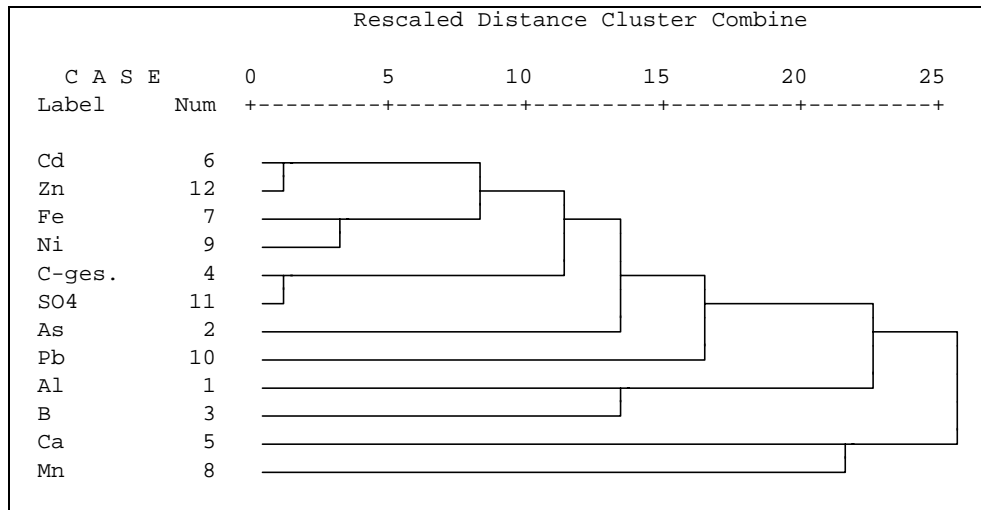 Rescaled Distance Cluster Combine
C A S E 0 5 10 15 20 25
Label Num +---------+---------+---------+---------+---------+
Cd 6
Zn 12
Fe 7
Ni 9
C-ges. 4
SO4 11
As 2
Pb 10
Al 1
B 3
Ca 5
Mn 8